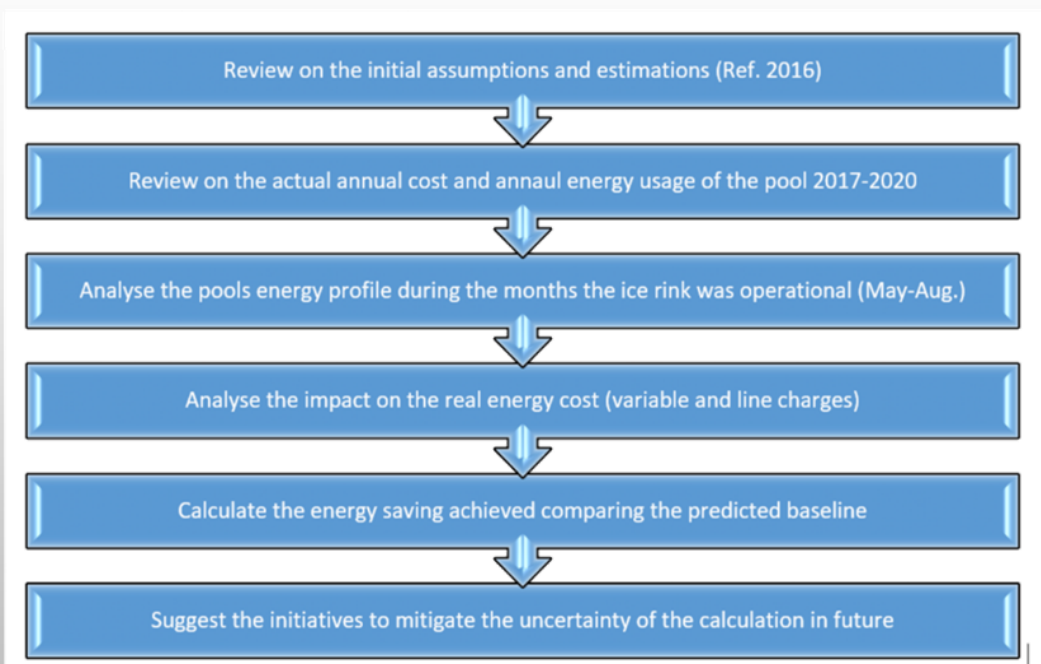 Review on the initial assumptions and estimations (Ref. 2016)
Review on the actual annual cost and annaul energy usage of the pool 2017-2020
Analyse the pools energy profile during the months the ice rink was operational (May-Aug.)
Analyse the impact on the real energy cost (variable and line charges)
Calculate the energy saving achieved comparing the predicted baseline
Suggest the initiatives to mitigate the uncertainty of the calculation in future